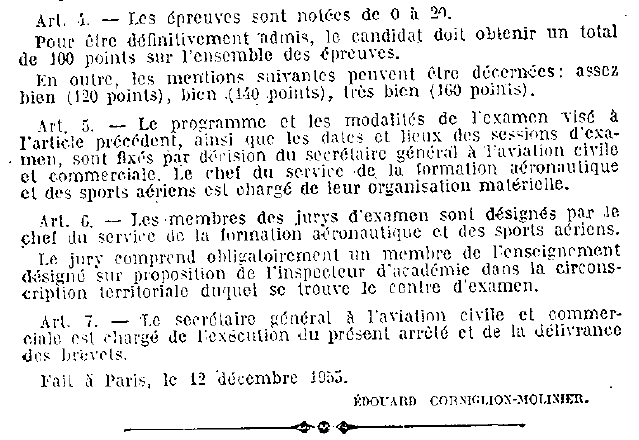 Art. 4. — Les épreuves sont notées de 0 à 20.
Pour être définitivement admis, le candidat doit obtenir un total
de 100 points sur l'ensemble des épreuves.
En outre, les mentions suivantes peuvent être décernées: assez
bien (120 points), bien (140 points), très bien (160 points).
Art. 5. — Le programme et les modalités de l'examen visé à
l'article précédent, ainsi que les dates et lieux des sessions d'exa-
men, sont fixés par décision du secrétaire général à l'aviation civile
et commerciale. Le chef du service de la formation aéronautique
et des sports aériens est chargé de leur organisation matérielle.
Art. 6. — Les membres des jurys d'examen sont désignés par le
chef du service de la formation aéronautique et des sports aériens.
Le jury comprend obligatoirement un membre de l'enseignement
désigné sur proposition de l'inspecteur d'académie dans la circons-
cription territoriale duquel se trouve le centre d'examen.
Art. 7. — Le secrétaire général à l'aviation civile et commer-
ciale est chargé de l'exécution du présent arrêté et de la délivrance
des brevets.
Fait à Paris, le 12 décembre 1955.
ÉDOUARD CORNIGLION-MOLINIER.